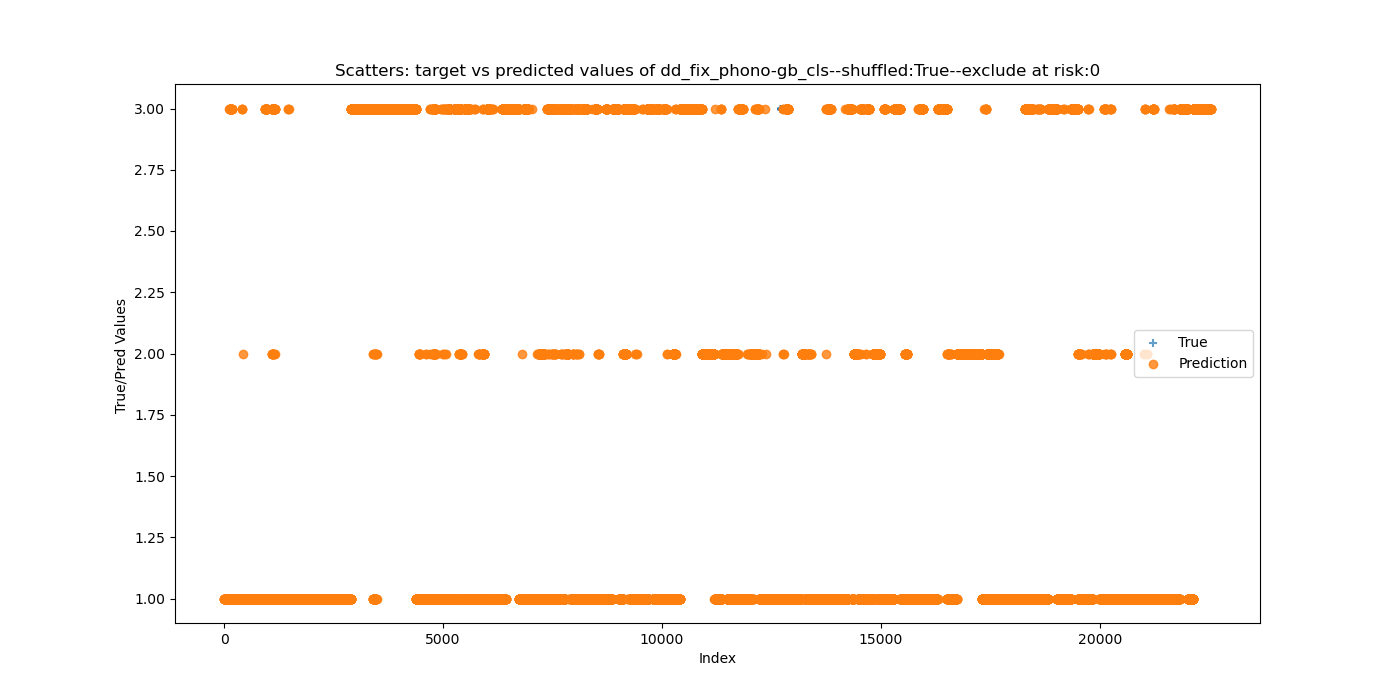 Scatters: target vs predicted values of dd_fix_phono-gb_cls--shuffled:True--exclude at risk:0
3.00
2.75
2.50
2.25
2.00
1.75
1.50
1.25
1.00
True/Pred Values
True
Prediction
0
5000
10000
15000
20000
Index